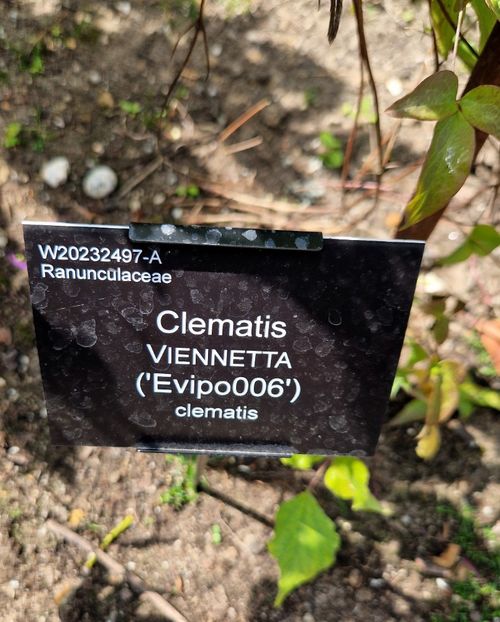 W20232497-A
Ranunculaceae
Clematis
VIENNETTA
('Evipo006')
clematis